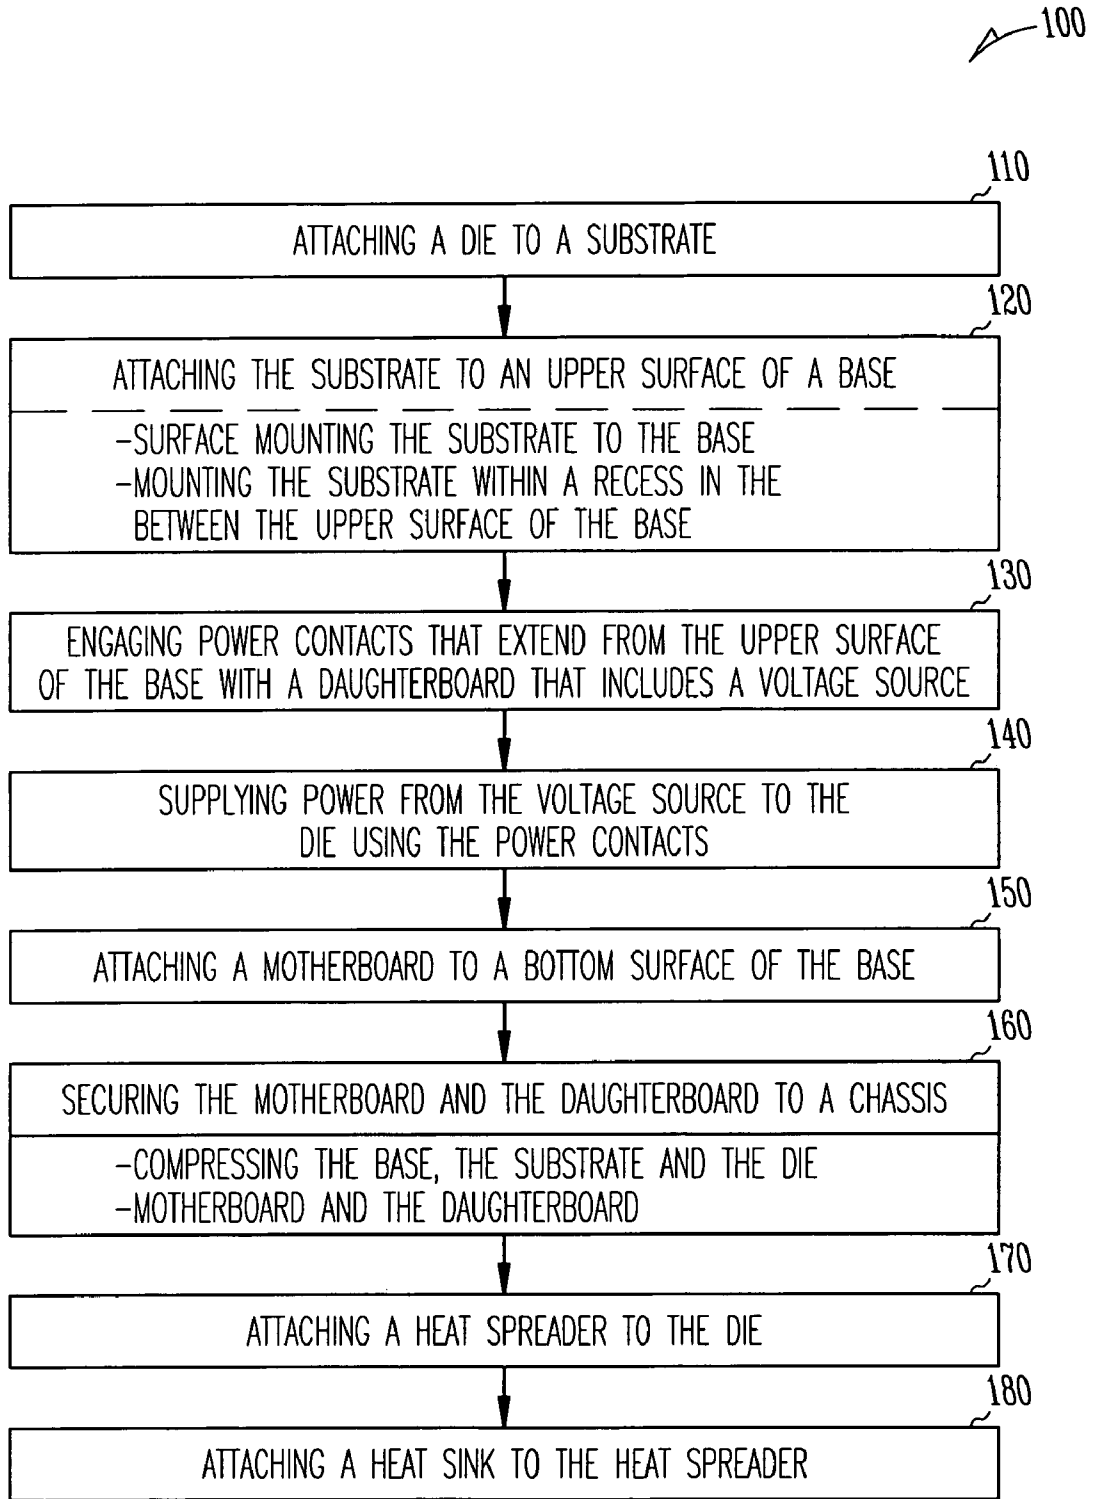 100
110
ATTACHING A DIE TO A SUBSTRATE
120
ATTACHING THE SUBSTRATE TO AN UPPER SURFACE OF A BASE
-SURFACE MOUNTING THE SUBSTRATE TO THE BASE
-MOUNTING THE SUBSTRATE WITHIN A RECESS IN THE
BETWEEN THE UPPER SURFACE OF THE BASE
130
ENGAGING POWER CONTACTS THAT EXTEND FROM THE UPPER SURFACE
OF THE BASE WITH A DAUGHTERBOARD THAT INCLUDES A VOLTAGE SOURCE
140
SUPPLYING POWER FROM THE VOLTAGE SOURCE TO THE
DIE USING THE POWER CONTACTS
150
ATTACHING A MOTHERBOARD TO A BOTTOM SURFACE OF THE BASE
160
SECURING THE MOTHERBOARD AND THE DAUGHTERBOARD TO A CHASSIS
-COMPRESSING THE BASE, THE SUBSTRATE AND THE DIE
-MOTHERBOARD AND THE DAUGHTERBOARD
170
ATTACHING A HEAT SPREADER TO THE DIE
180
ATTACHING A HEAT SINK TO THE HEAT SPREADER